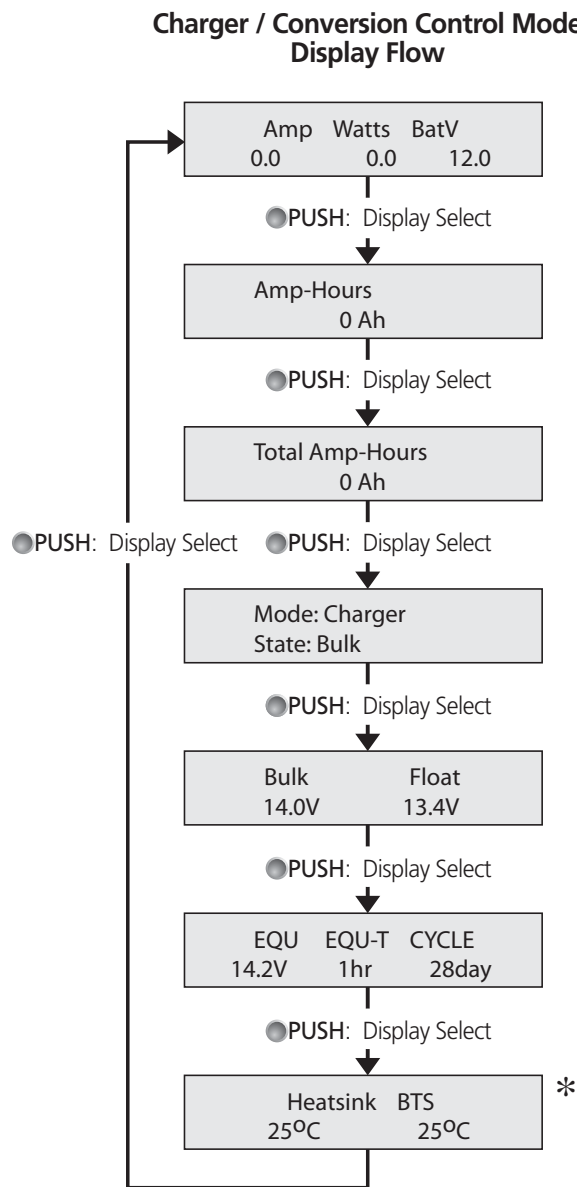 Charger / Conversion Control Mode
Display Flow
Amp Watts BatV
0.0 0.0 12.0
PUSH: Display Select
Amp-Hours
0 Ah
PUSH: Display Select
Total Amp-Hours
0 Ah
PUSH: Display Select PUSH: Display Select
Mode: Charger
State: Bulk
PUSH: Display Select
Bulk Float
14.0V 13.4V
PUSH: Display Select
EQU EQU-T CYCLE
14.2V 1hr 28day
PUSH: Display Select
Heatsink BTS *
25ºC 25ºC